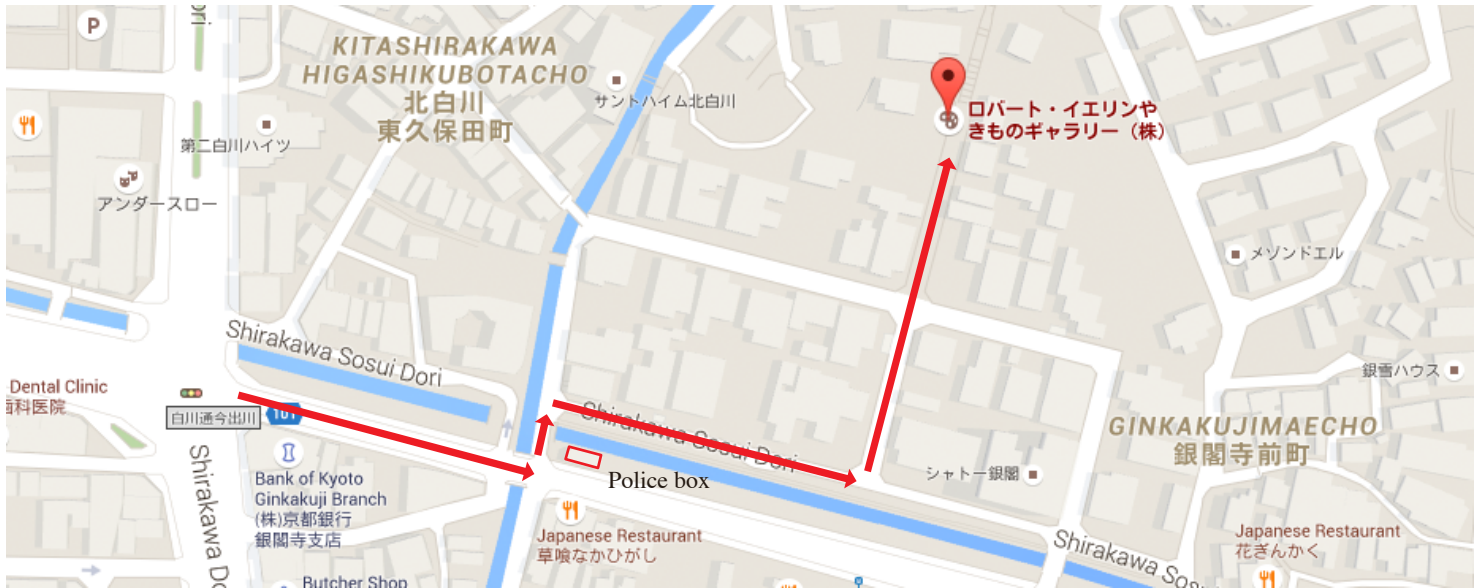 ori.
P
KITASHIRAKAWA
HIGASHIKUBOTACHO
北白川
東久保田町
サントハイム北白川
ロバート・イエリンや
きものギャラリー（株）
第二白川ハイツ
アンダースロー
メゾンドエル
Shirakawa Sosui Dori
Dental Clinic
歯科医院
白川通今出川
101
Shirakawa Sosui Dori
銀雪ハウス
GINKAKUJIMAECHO
銀閣寺前町
Shirakawa Do
Bank of Kyoto
Ginkakuji Branch
(株)京都銀行
銀閣寺支店
Police box
シャトー銀閣
Japanese Restaurant
草喰なかひがし
Japanese Restaurant
花ぎんかく
Shirakawa Sos
Butcher Shop